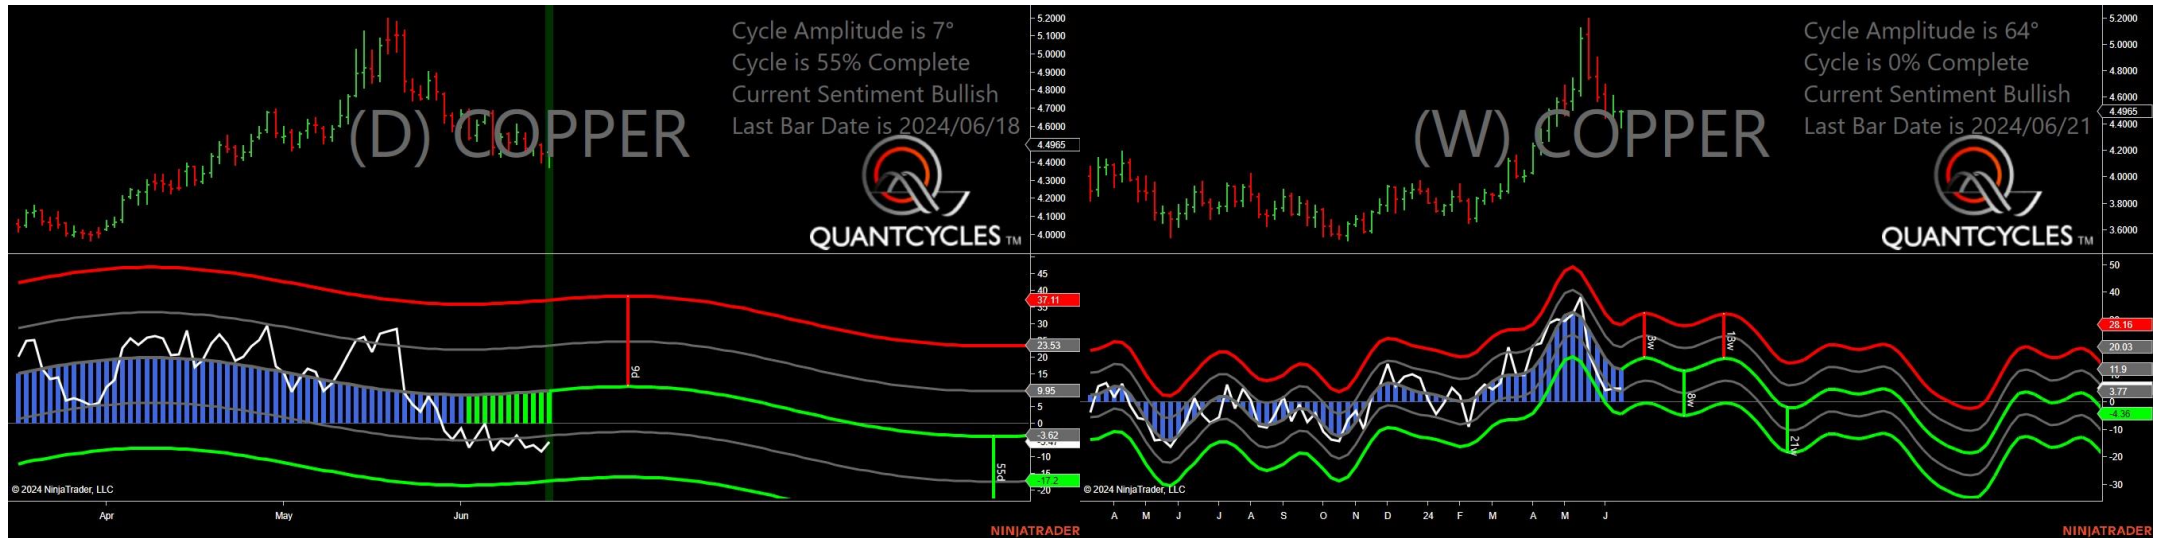 Cycle Amplitude is 7°
Cycle is 55% Complete
Current Sentiment Bullish
Last Bar Date is 2024/06/18
(D) COPPER
QUANTCYCLES TM
5.2000
5.1000
5.0000
4.9000
4.8000
4.7000
4.6000
4.4965
4.4000
4.3000
4.2000
4.1000
4.0000
45
37.11
35
30
23.53
20
15
9.95
5
0
-3.62
-10
-15
-17.2
-20
9d
55d
© 2024 NinjaTrader, LLC
Apr
May
Jun
NINJATRADER
Cycle Amplitude is 64°
Cycle is 0% Complete
Current Sentiment Bullish
Last Bar Date is 2024/06/21
(W) COPPER
QUANTCYCLES TM
5.2000
5.0000
4.8000
4.6000
4.4965
4.4000
4.2000
4.0000
3.8000
3.6000
50
40
28.16
20.03
11.9
3.77
0
-4.36
-10
-20
-30
18w
21w
© 2024 NinjaTrader, LLC
A M J J A S O N D 24 F M A M J
NINJATRADER